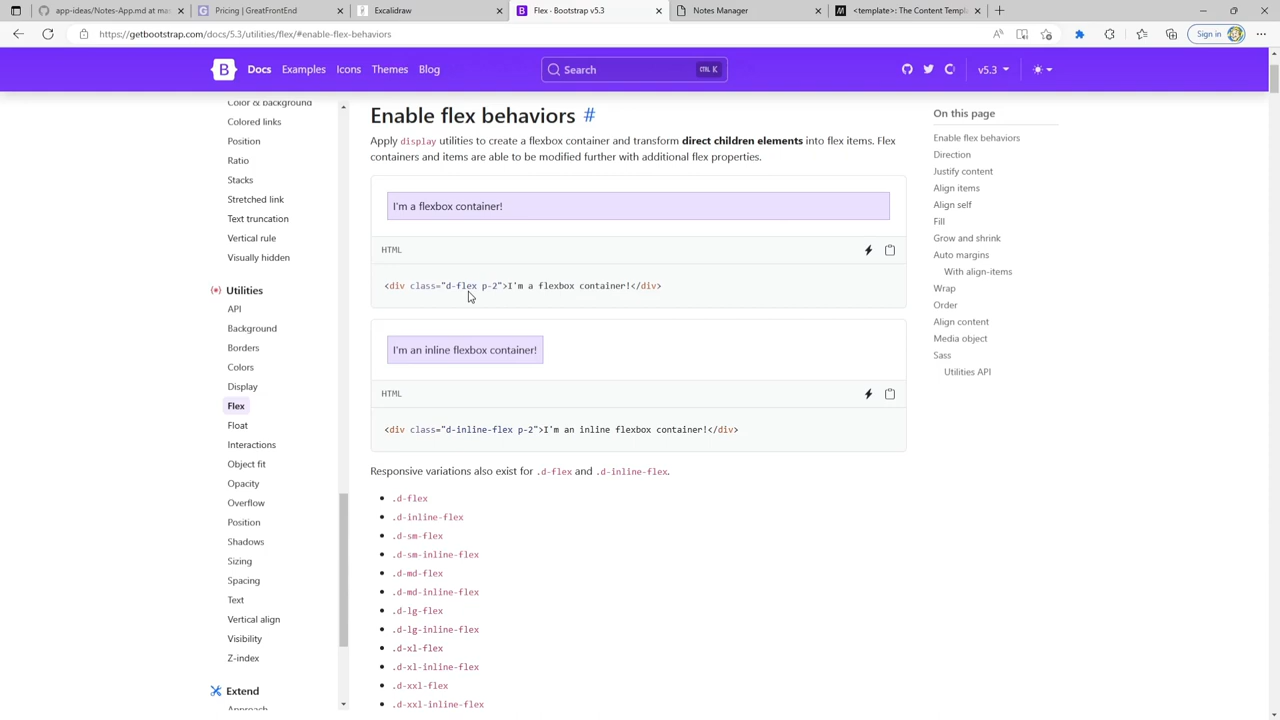 app-ideas/Notes-App.md at mas
Pricing | GreatFrontEnd
Excalidraw
Flex · Bootstrap v5.3
Notes Manager
<template>: The Content Templ
https://getbootstrap.com/docs/5.3/utilities/flex/#enable-flex-behaviors
Sign in
B
Docs
Examples
Icons
Themes
Blog
Search
CTRL K
v5.3
Color & background
Colored links
Position
Ratio
Stacks
Stretched link
Text truncation
Vertical rule
Visually hidden
Utilities
API
Background
Borders
Colors
Display
Flex
Float
Interactions
Object fit
Opacity
Overflow
Position
Shadows
Sizing
Spacing
Text
Vertical align
Visibility
Z-index
Extend
Approach
Enable flex behaviors #
Apply display utilities to create a flexbox container and transform direct children elements into flex items. Flex
containers and items are able to be modified further with additional flex properties.
I'm a flexbox container!
HTML
<div class="d-flex p-2">I'm a flexbox container!</div>
I'm an inline flexbox container!
HTML
<div class="d-inline-flex p-2">I'm an inline flexbox container!</div>
Responsive variations also exist for .d-flex and .d-inline-flex.
.d-flex
.d-inline-flex
.d-sm-flex
.d-sm-inline-flex
.d-md-flex
.d-md-inline-flex
.d-lg-flex
.d-lg-inline-flex
.d-xl-flex
.d-xl-inline-flex
.d-xxl-flex
.d-xxl-inline-flex
On this page
Enable flex behaviors
Direction
Justify content
Align items
Align self
Fill
Grow and shrink
Auto margins
With align-items
Wrap
Order
Align content
Media object
Sass
Utilities API